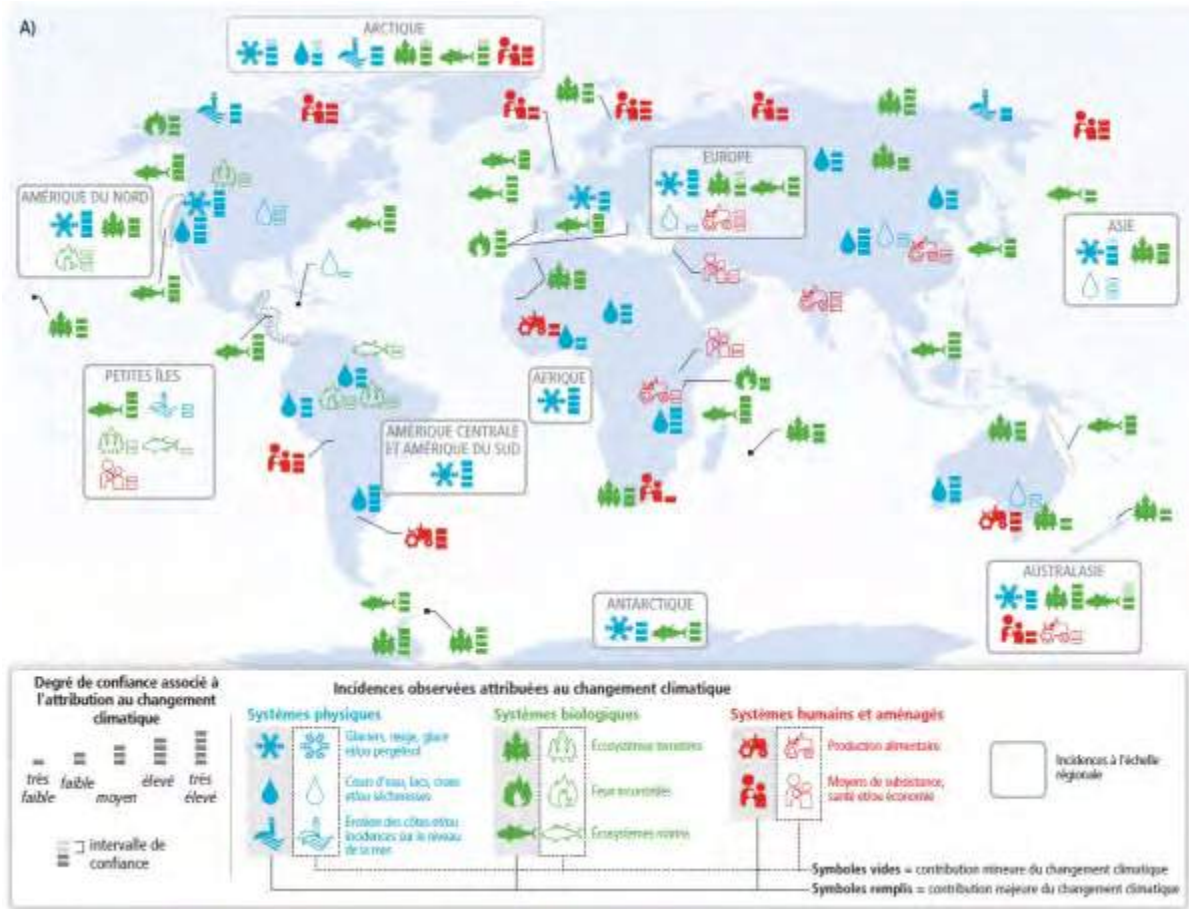 A)
ARCTIQUE
EUROPE
AMÉRIQUE DU NORD
ASIE
PETITES ÎLES
AFRIQUE
AMÉRIQUE CENTRALE
ET AMÉRIQUE DU SUD
AUSTRALASIE
ANTARCTIQUE
Degré de confiance associé à
l'attribution au changement
climatique
très
faible
faible
moyen
élevé
très
élevé
intervalle de
confiance
Incidences observées attribuées au changement climatique
Systèmes physiques
Glaciers, neige, glace
et/ou pergélisol
Cours d'eau, lacs, crues
et/ou sécheresses
Érosion des côtes et/ou
incidences sur le niveau
de la mer
Systèmes biologiques
Écosystèmes terrestres
Feux incontrôlés
Écosystèmes marins
Systèmes humains et aménagés
Production alimentaire
Moyens de subsistance,
santé et/ou économie
Incidences à l'échelle
régionale
Symboles vides = contribution mineure du changement climatique
Symboles remplis = contribution majeure du changement climatique